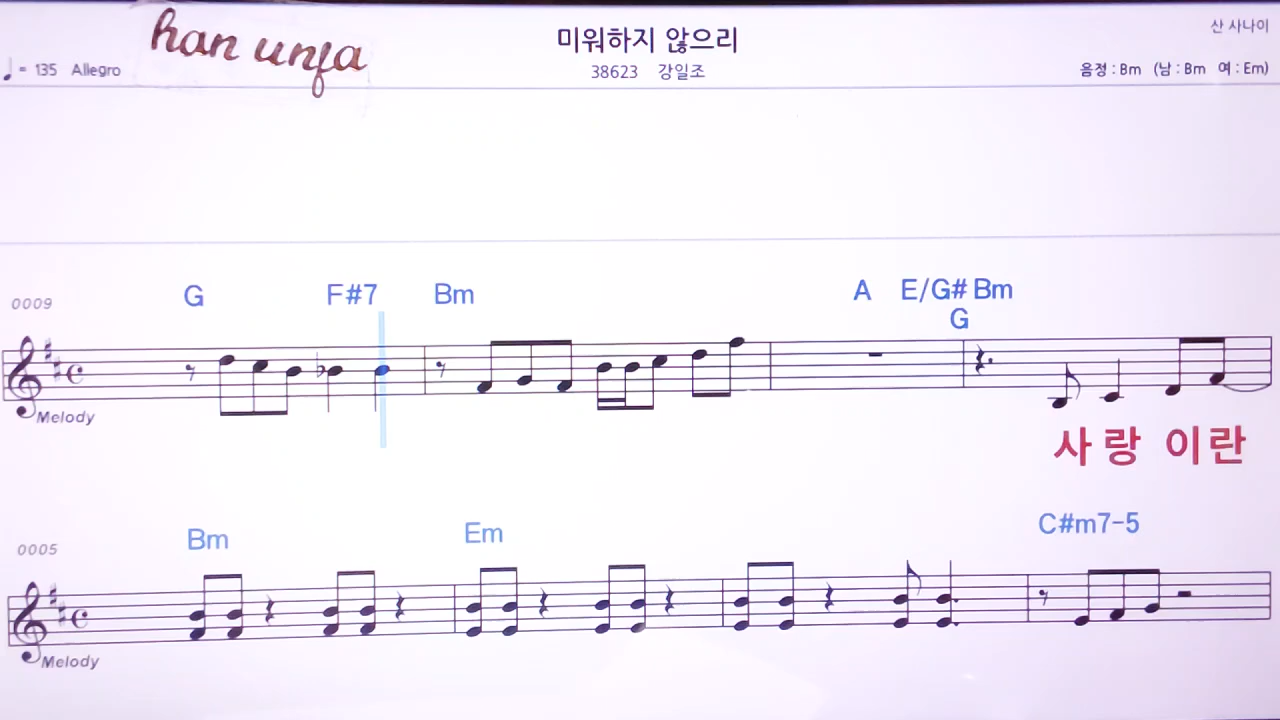 han unja
미워하지 않으리
산 사나이
♩ = 135 Allegro
38623 강일조
음정 : Bm (남 : Bm 여 : Em)
0009 G F#7 Bm A E/G# Bm
G
Melody
사랑 이란
0005 Bm Em C#m7-5
Melody